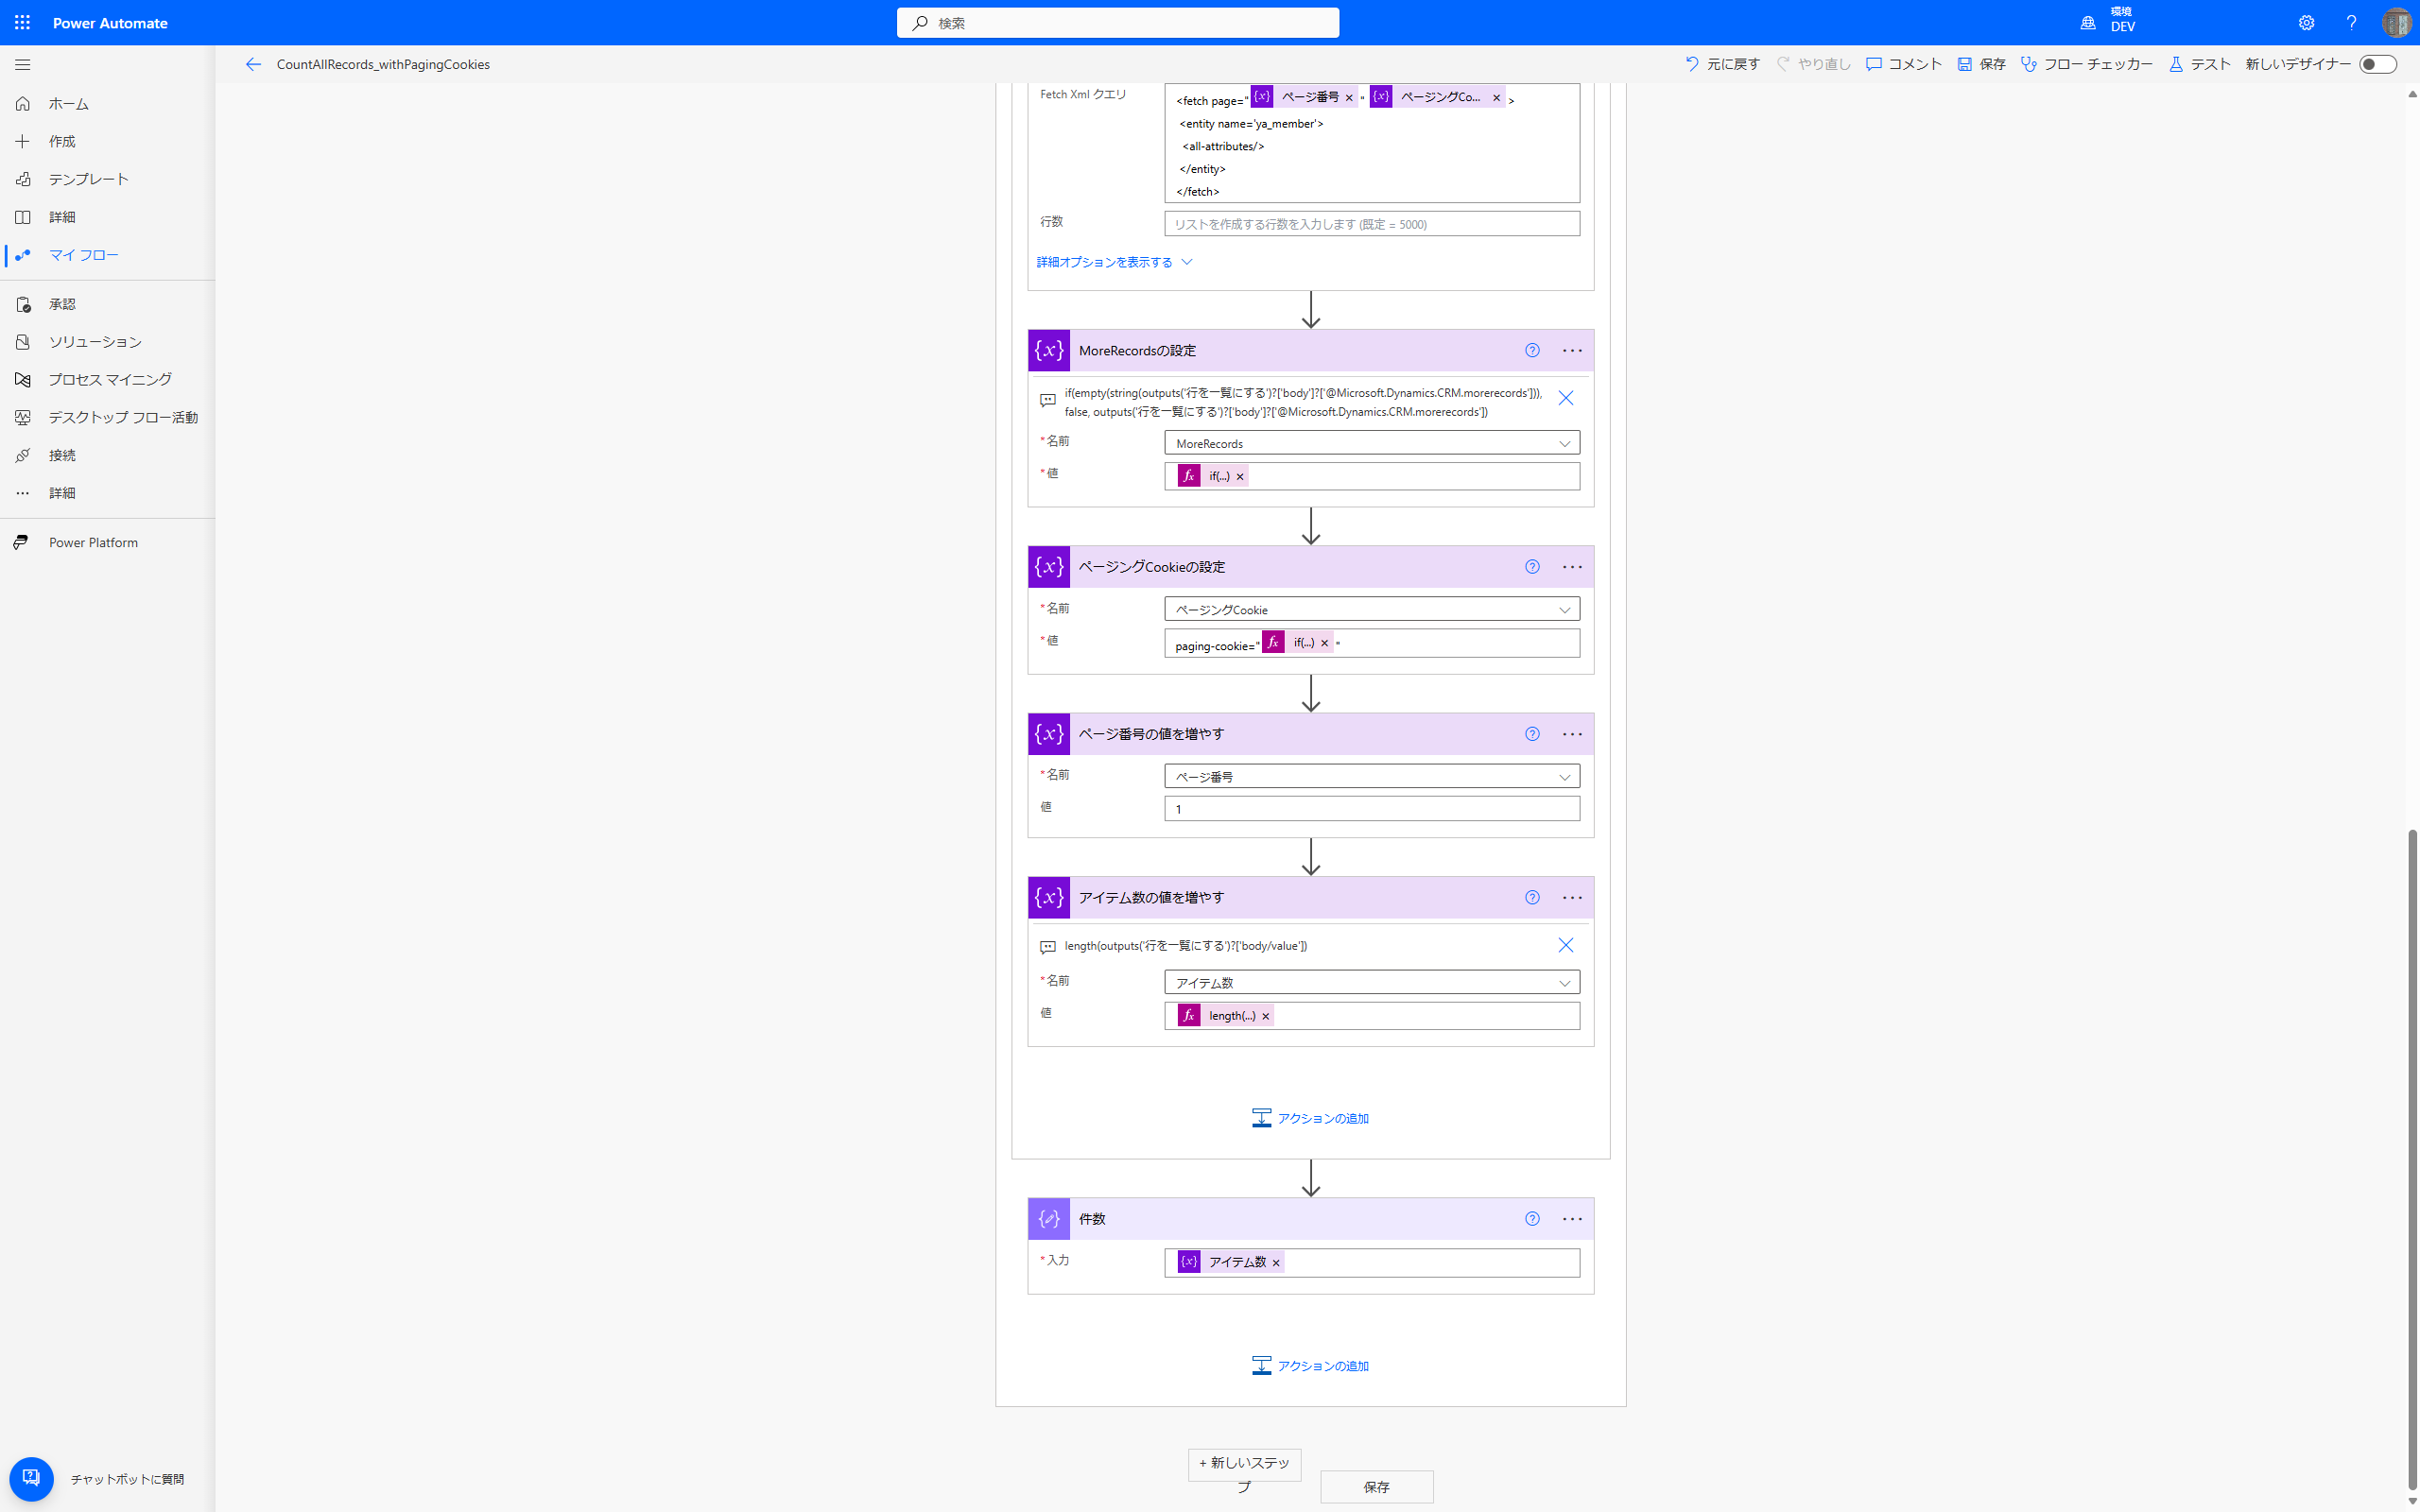 Power Automate
検索
環境
DEV
CountAllRecords_withPagingCookies
元に戻す
やり直し
コメント
保存
フロー チェッカー
テスト
新しいデザイナー
ホーム
作成
テンプレート
詳細
マイ フロー
承認
ソリューション
プロセス マイニング
デスクトップ フロー活動
接続
詳細
Power Platform
チャットボットに質問
Fetch Xml クエリ
<fetch page=" ページ番号 × " ページングCo... × >
<entity name='ya_member'>
<all-attributes/>
</entity>
</fetch>
行数
リストを作成する行数を入力します (既定 = 5000)
詳細オプションを表示する
MoreRecordsの設定
if(empty(string(outputs('行を一覧にする')?['body']?['@Microsoft.Dynamics.CRM.morerecords'])),
false, outputs('行を一覧にする')?['body']?['@Microsoft.Dynamics.CRM.morerecords'])
*名前
MoreRecords
*値
fx if(...) ×
ページングCookieの設定
*名前
ページングCookie
*値
paging-cookie=" fx if(...) × "
ページ番号の値を増やす
*名前
ページ番号
値
1
アイテム数の値を増やす
length(outputs('行を一覧にする')?['body/value'])
*名前
アイテム数
値
fx length(...) ×
アクションの追加
件数
*入力
{x} アイテム数 ×
アクションの追加
+ 新しいステッ
プ
保存